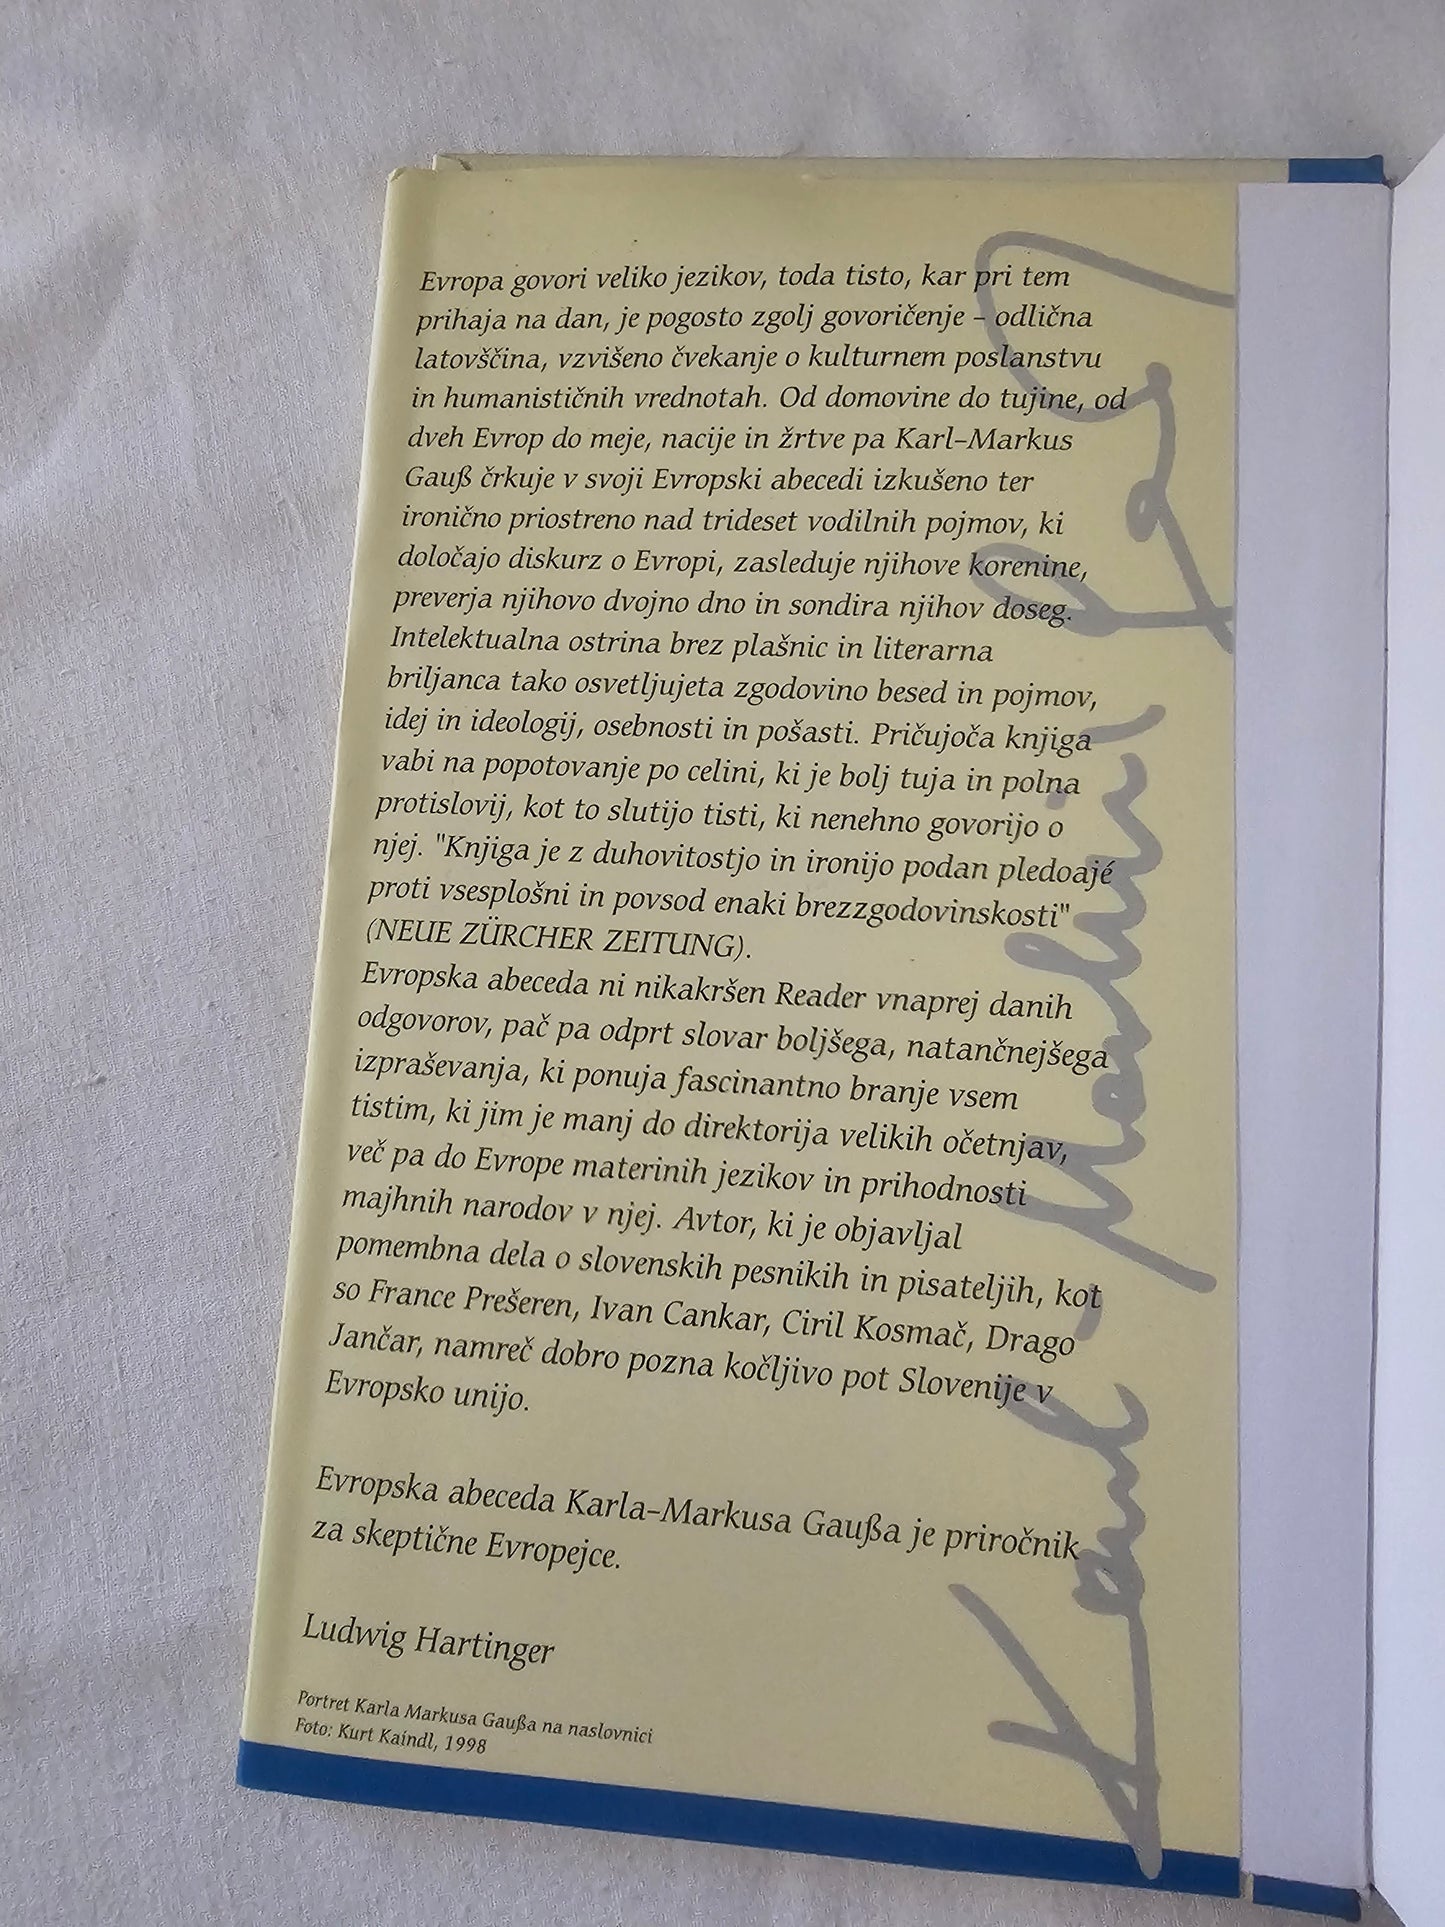 Evropa govori veliko jezikov, toda tisto, kar pri tem
prihaja na dan, je pogosto zgolj govoričenje – odlična
latovščina, vzvišeno čvekanje o kulturnem poslanstvu
in humanističnih vrednotah. Od domovine do tujine, od
dveh Evrop do meje, nacije in žrtve pa Karl–Markus
Gauß črkuje v svoji Evropski abecedi izkušeno ter
ironično priostreno nad trideset vodilnih pojmov, ki
določajo diskurz o Evropi, zasleduje njihove korenine,
preverja njihovo dvojno dno in sondira njihov doseg.
Intelektualna ostrina brez plašnic in literarna
briljanca tako osvetljujeta zgodovino besed in pojmov,
idej in ideologij, osebnosti in pošasti. Pričujoča knjiga
vabi na popotovanje po celini, ki je bolj tuja in polna
protislovij, kot to slutijo tisti, ki nenehno govorijo o
njej. "Knjiga je z duhovitostjo in ironijo podan pledoajé
proti vsesplošni in povsod enaki brezzgodovinskosti"
(NEUE ZÜRCHER ZEITUNG).
Evropska abeceda ni nikakršen Reader vnaprej danih
odgovorov, pač pa odprt slovar boljšega, natančnejšega
izpraševanja, ki ponuja fascinantno branje vsem
tistim, ki jim je manj do direktorija velikih očetnjav,
več pa do Evrope materinih jezikov in prihodnosti
majhnih narodov v njej. Avtor, ki je objavljal
pomembna dela o slovenskih pesnikih in pisateljih, kot
so France Prešeren, Ivan Cankar, Ciril Kosmač, Drago
Jančar, namreč dobro pozna kočljivo pot Slovenije v
Evropsko unijo.
Evropska abeceda Karla–Markusa Gaußa je priročnik
za skeptične Evropejce.
Ludwig Hartinger
Portret Karla Markusa Gaußa na naslovnici
Foto: Kurt Kaindl, 1998
Karl-Markus